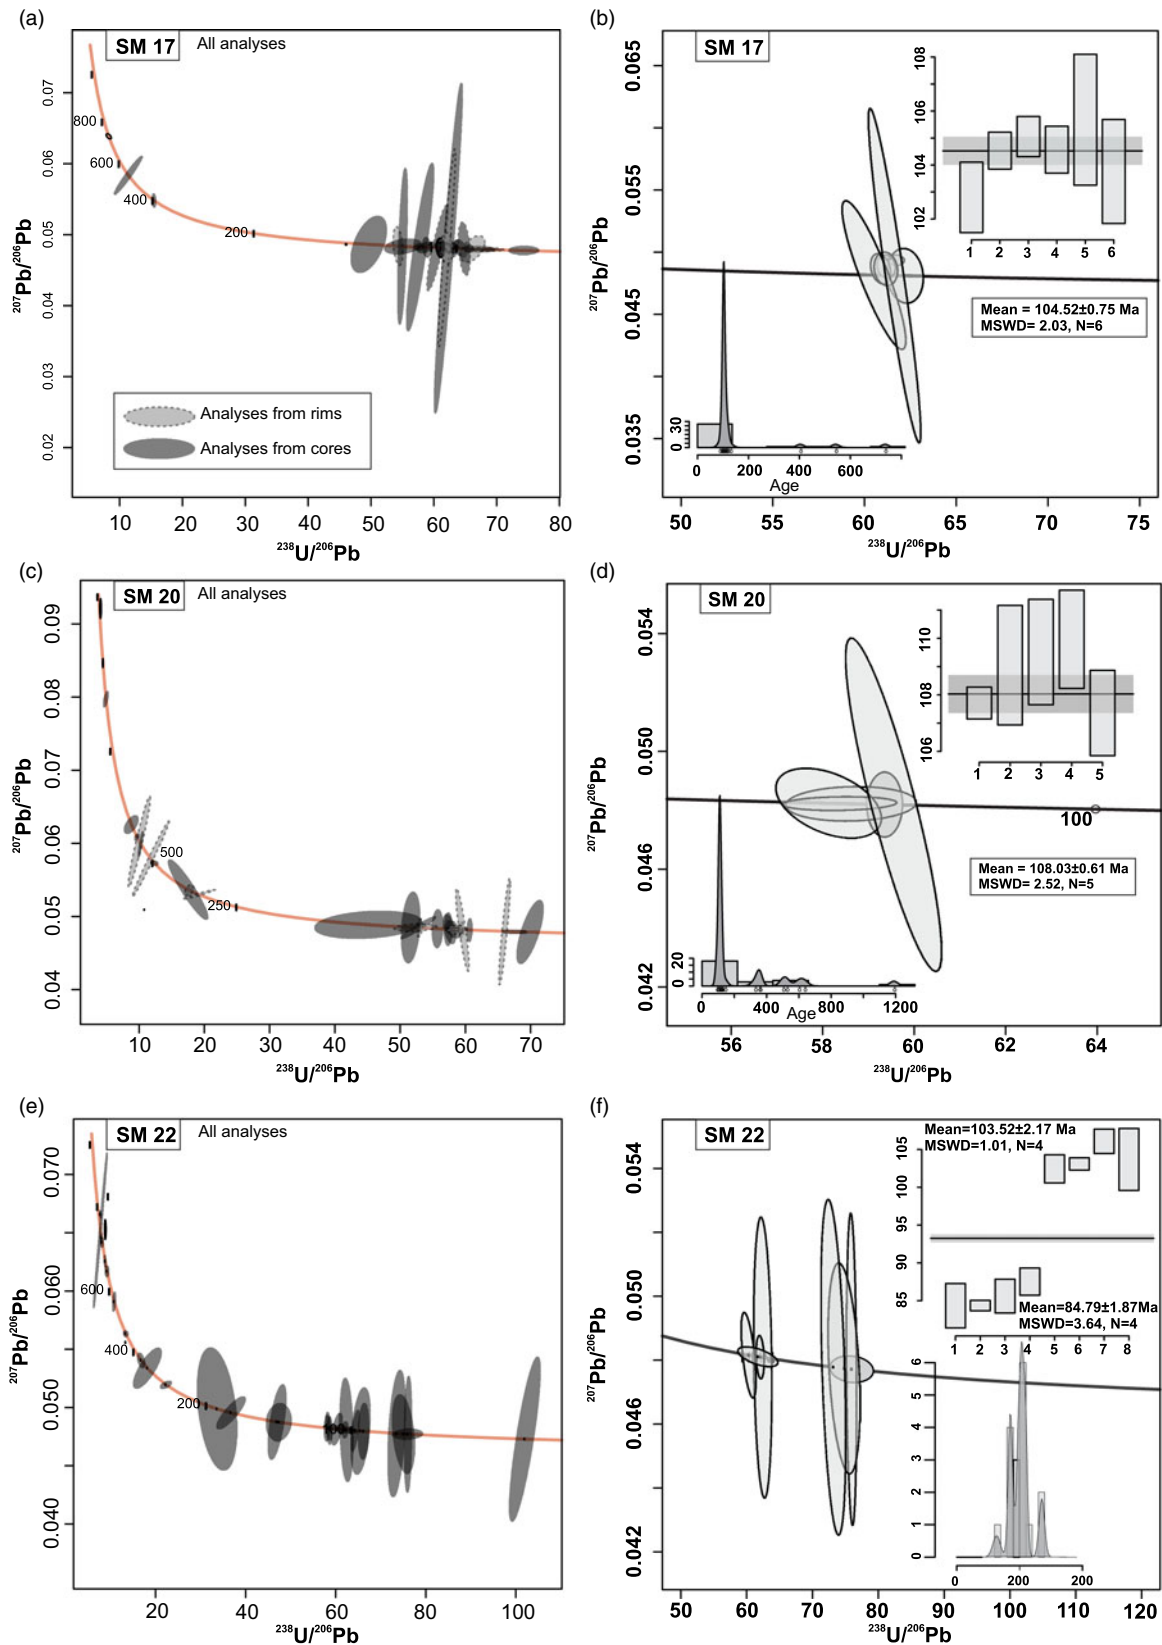 (a)
SM 17
All analyses
0.07
0.06
0.05
0.04
0.03
0.02
800
600
400
200
Analyses from rims
Analyses from cores
10 20 30 40 50 60 70 80
238U/206Pb
207Pb/206Pb
(b)
SM 17
0.065
0.055
0.045
0.035
207Pb/206Pb
108
106
104
102
1 2 3 4 5 6
Mean = 104.52±0.75 Ma
MSWD= 2.03, N=6
0 30
0 200 400 600
Age
50 55 60 65 70 75
238U/206Pb
(c)
SM 20
All analyses
0.09
0.08
0.07
0.06
0.05
0.04
500
250
207Pb/206Pb
10 20 30 40 50 60 70
238U/206Pb
(d)
SM 20
0.054
0.050
0.046
0.042
207Pb/206Pb
110
108
106
1 2 3 4 5
100
Mean = 108.03±0.61 Ma
MSWD= 2.52, N=5
0 20
0 400 800 1200
Age
56 58 60 62 64
238U/206Pb
(e)
SM 22
All analyses
0.070
0.060
0.050
0.040
600
400
200
207Pb/206Pb
20 40 60 80 100
238U/206Pb
(f)
SM 22
0.054
0.050
0.046
0.042
207Pb/206Pb
Mean=103.52±2.17 Ma
MSWD=1.01, N=4
105
100
95
90
85
Mean=84.79±1.87Ma
MSWD=3.64, N=4
1 2 3 4 5 6 7 8
6
5
4
3
2
1
0
0 200 200
50 60 70 80 90 100 110 120
238U/206Pb